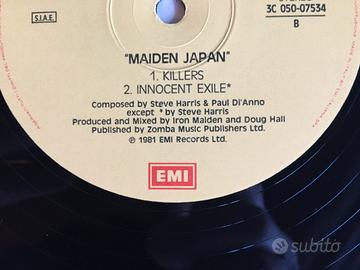 S.I.A.E.
3C 050-07534
B
"MAIDEN JAPAN"
1. KILLERS
2. INNOCENT EXILE*
Composed by Steve Harris & Paul Di'Anno
except * by Steve Harris
Produced and Mixed by Iron Maiden and Doug Hall
Published by Zomba Music Publishers Ltd.
℗ 1981 EMI Records Ltd.
EMI
subito